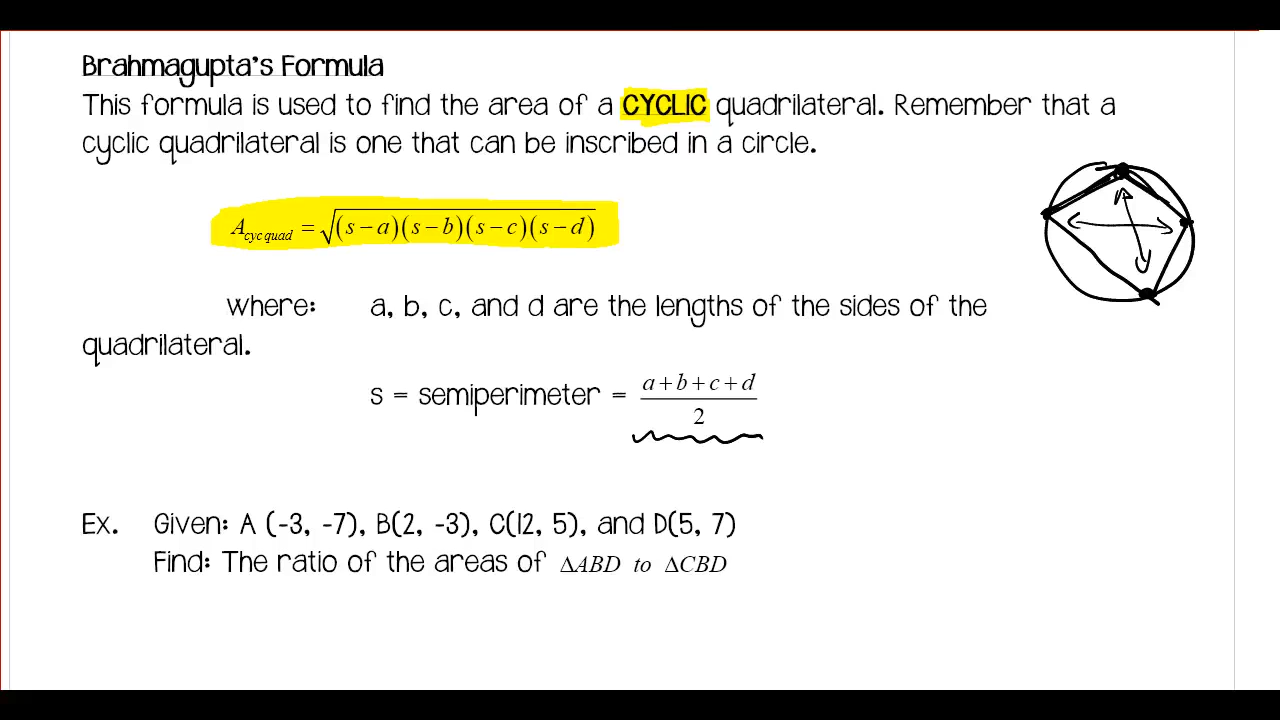 Brahmagupta's Formula
This formula is used to find the area of a CYCLIC quadrilateral. Remember that a
cyclic quadrilateral is one that can be inscribed in a circle.
A_{cyc quad} = √(s−a)(s−b)(s−c)(s−d)
where: a, b, c, and d are the lengths of the sides of the
quadrilateral.
s = semiperimeter = \frac{a+b+c+d}{2}
Ex. Given: A (-3, -7), B(2, -3), C(12, 5), and D(5, 7)
Find: The ratio of the areas of ΔABD to ΔCBD